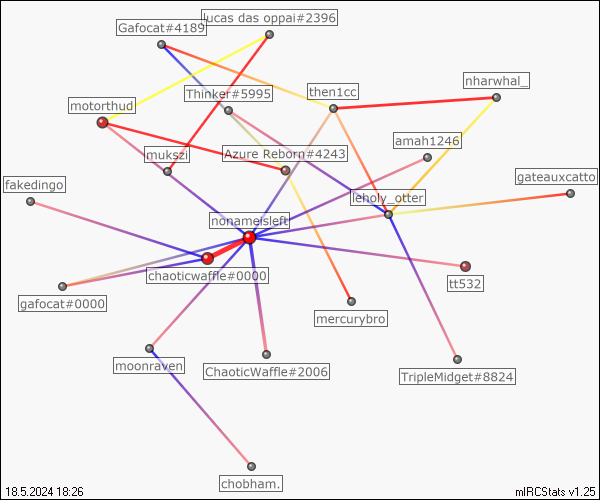 lucas das oppai#2396
Gafocat#4189
nharwhal_
Thinker#5995
then1cc
motorthud
amah1246
mukszi
Azure Reborn#4243
gateauxcatto
fakedingo
leholy_otter
nonameisleft
chaoticwaffle#0000
tt532
gafocat#0000
mercurybro
moonraven
ChaoticWaffle#2006
TripleMidget#8824
chobham.
18.5.2024 18:26
mIRCStats v1.25